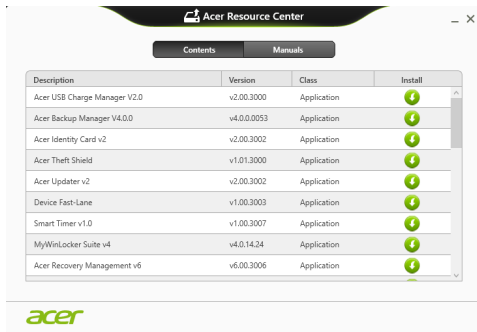 Acer Resource Center
Contents Manuals
Description Version Class Install
Acer USB Charge Manager V2.0 v2.00.3000 Application
Acer Backup Manager V4.0.0 v4.0.0.0053 Application
Acer Identity Card v2 v2.00.3002 Application
Acer Theft Shield v1.01.3000 Application
Acer Updater v2 v2.00.3002 Application
Device Fast-Lane v1.00.3003 Application
Smart Timer v1.0 v1.00.3007 Application
MyWinLocker Suite v4 v4.0.14.24 Application
Acer Recovery Management v6 v6.00.3006 Application
acer